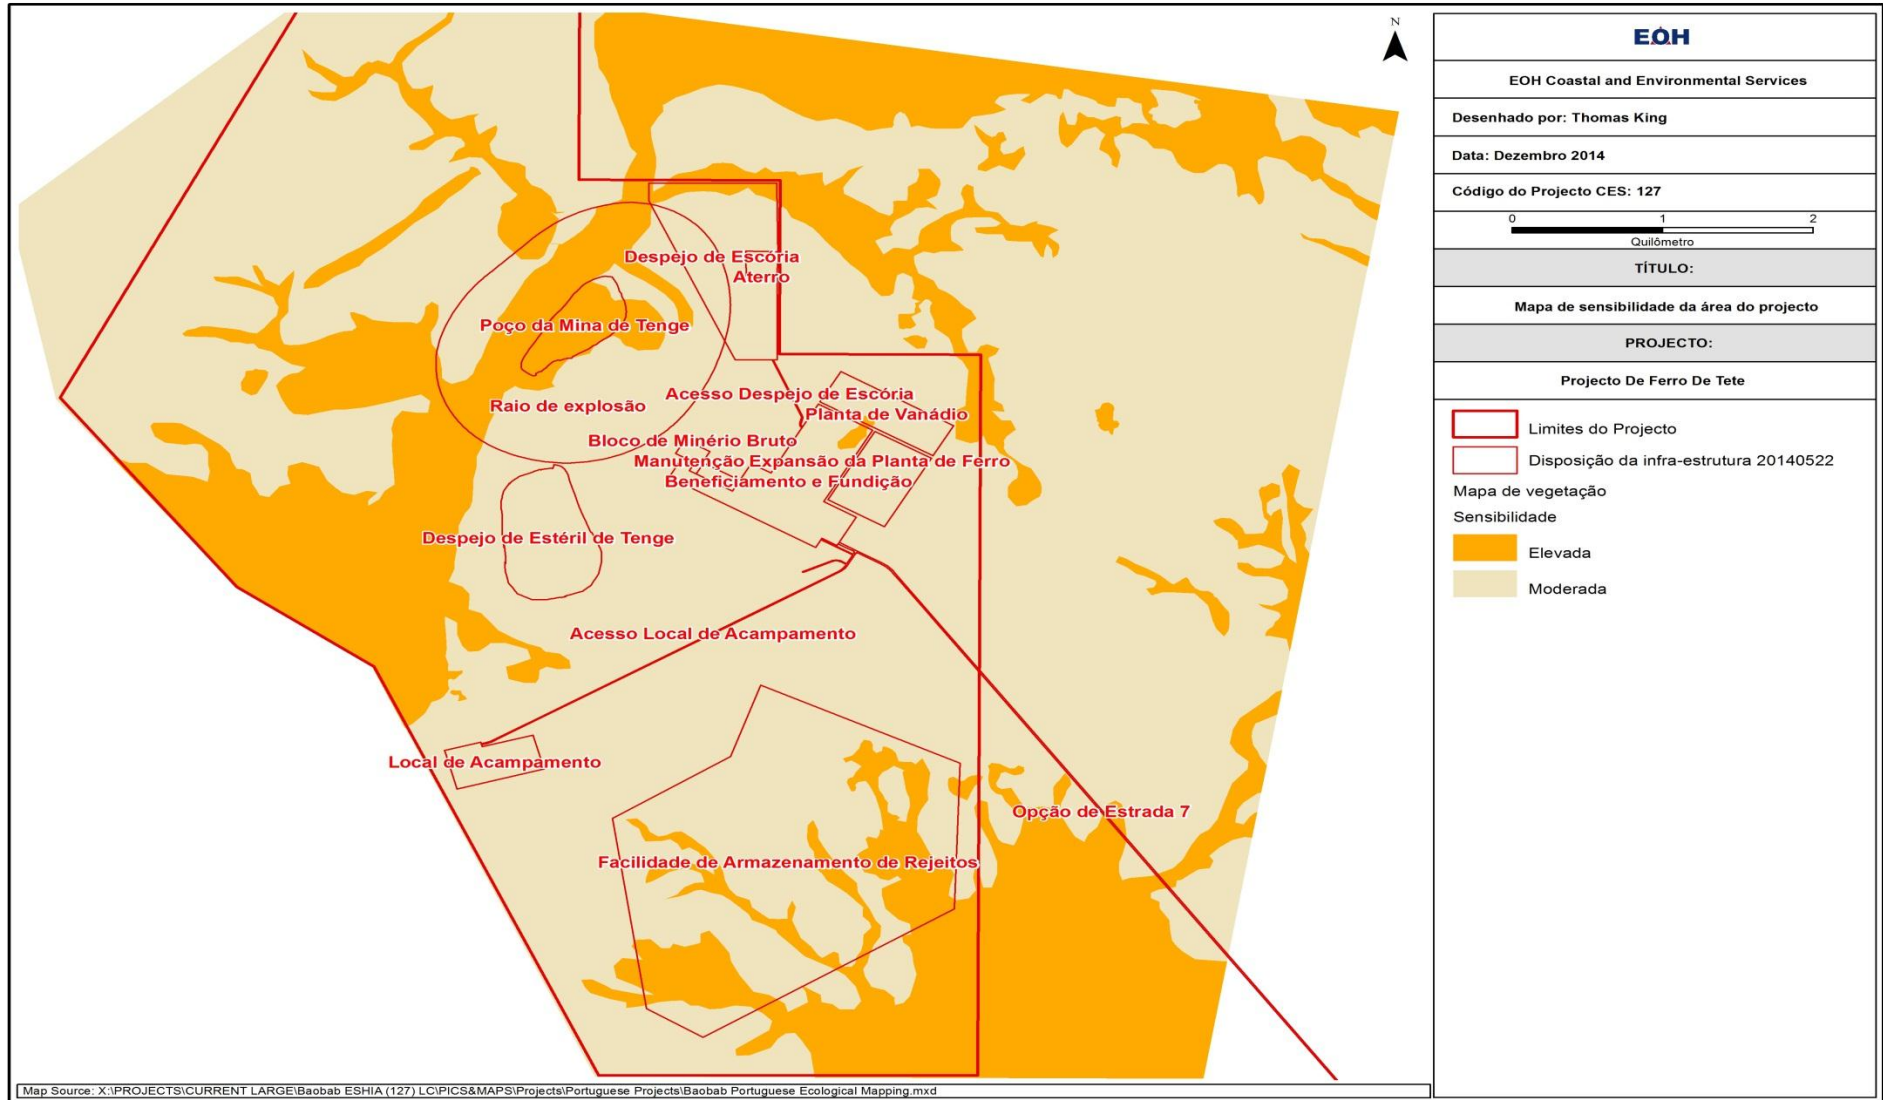 N
Despejo de Escória
Aterro
Poço da Mina de Tenge
Acesso Despejo de Escória
Raio de explosão
Planta de Vanádio
Bloco de Minério Bruto
Manutenção Expansão da Planta de Ferro
Beneficiamento e Fundição
Despejo de Estéril de Tenge
Acesso Local de Acampamento
Local de Acampamento
Opção de Estrada 7
Facilidade de Armazenamento de Rejeitos
Map Source: X:\PROJECTS\CURRENT LARGE\Baobab ESHIA (127) LC\PICS&MAPS\Projects\Portuguese Projects\Baobab Portuguese Ecological Mapping.mxd
EOH
EOH Coastal and Environmental Services
Desenhado por: Thomas King
Data: Dezembro 2014
Código do Projecto CES: 127
0 1 2
Quilômetro
TÍTULO:
Mapa de sensibilidade da área do projecto
PROJECTO:
Projecto De Ferro De Tete
Limites do Projecto
Disposição da infra-estrutura 20140522
Mapa de vegetação
Sensibilidade
Elevada
Moderada